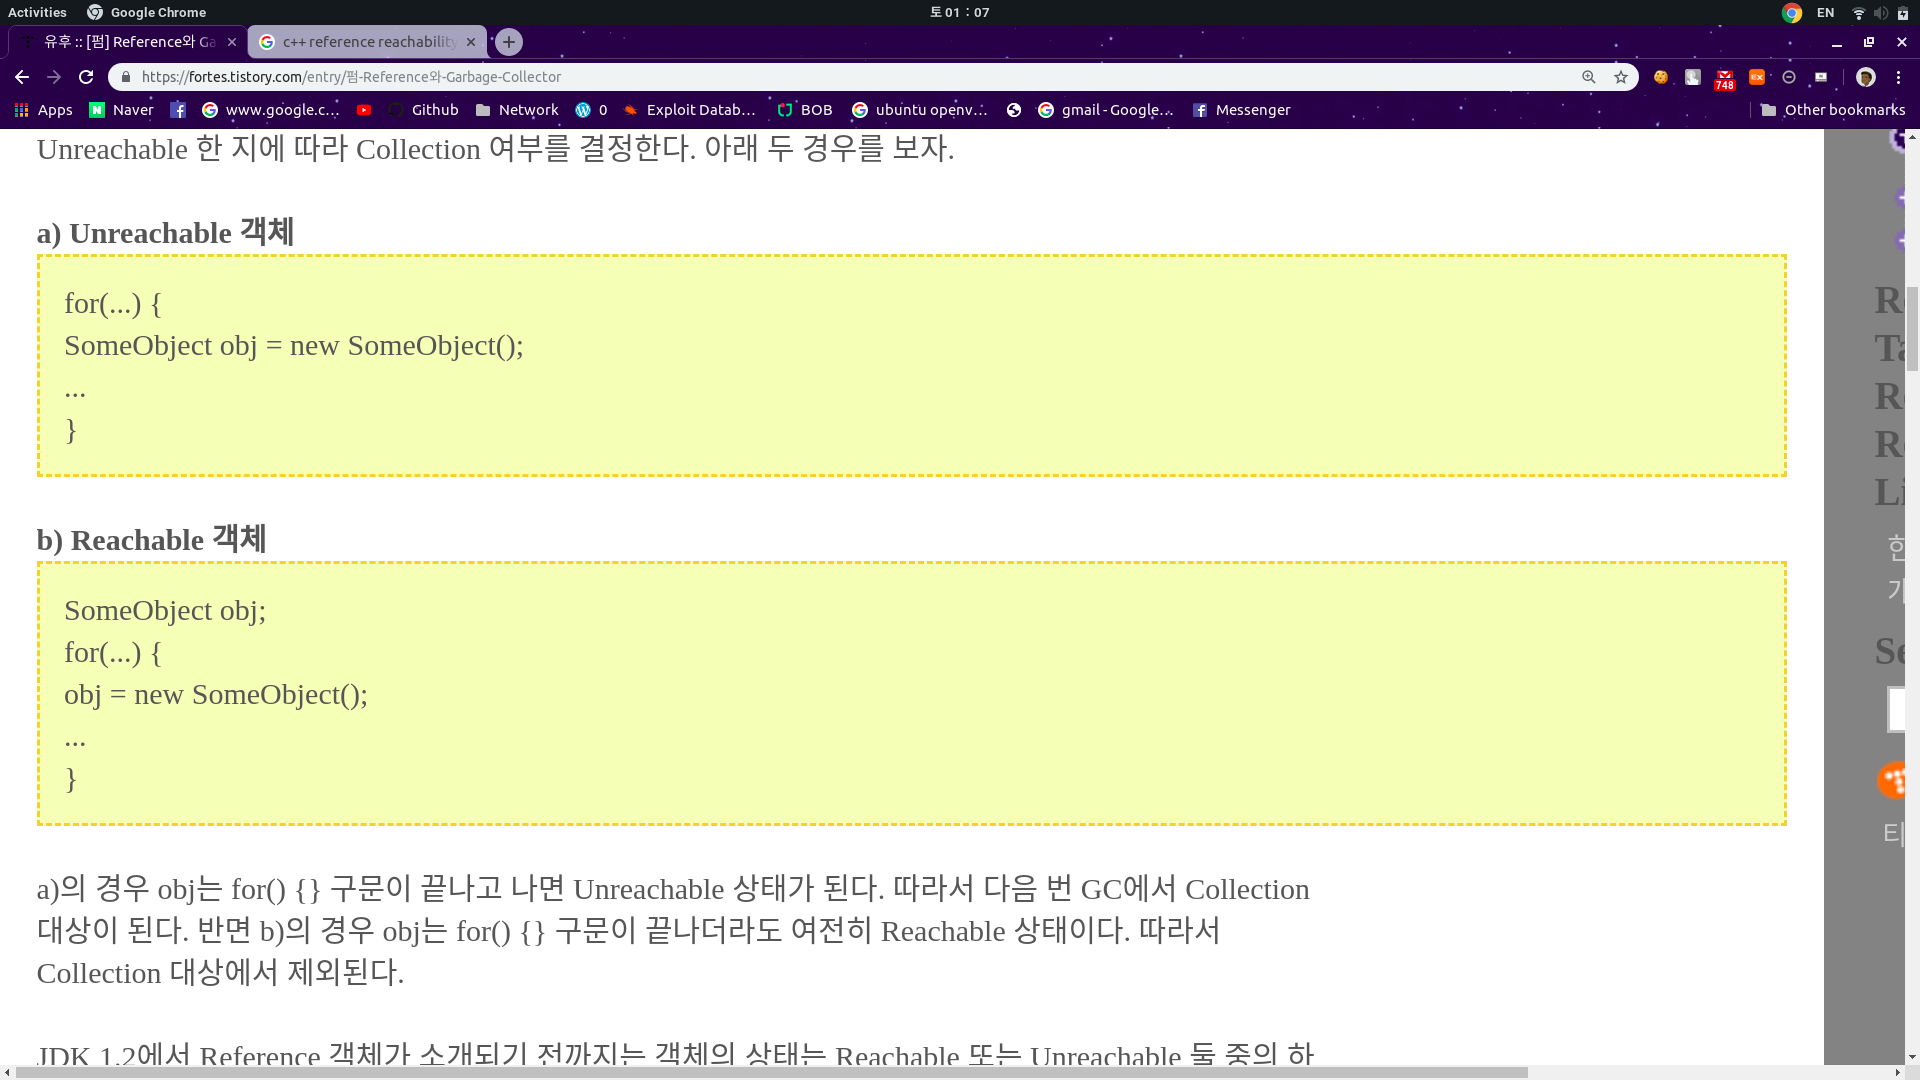 Activities
Google Chrome
토 01 : 07
EN
유후 :: [펌] Reference와 Ga
c++ reference reachability
https://fortes.tistory.com/entry/펌-Reference와-Garbage-Collector
748
EX
Apps
Naver
www.google.c...
Github
Network
0
Exploit Datab...
BOB
ubuntu openv...
gmail - Google...
Messenger
Other bookmarks
Unreachable 한 지에 따라 Collection 여부를 결정한다. 아래 두 경우를 보자.
a) Unreachable 객체
for(...) {
SomeObject obj = new SomeObject();
...
}
b) Reachable 객체
SomeObject obj;
for(...) {
obj = new SomeObject();
...
}
a)의 경우 obj는 for() {} 구문이 끝나고 나면 Unreachable 상태가 된다. 따라서 다음 번 GC에서 Collection
대상이 된다. 반면 b)의 경우 obj는 for() {} 구문이 끝나더라도 여전히 Reachable 상태이다. 따라서
Collection 대상에서 제외된다.
JDK 1.2에서 Reference 객체가 소개되기 전까지는 객체의 상태는 Reachable 또는 Unreachable 둘 중의 하